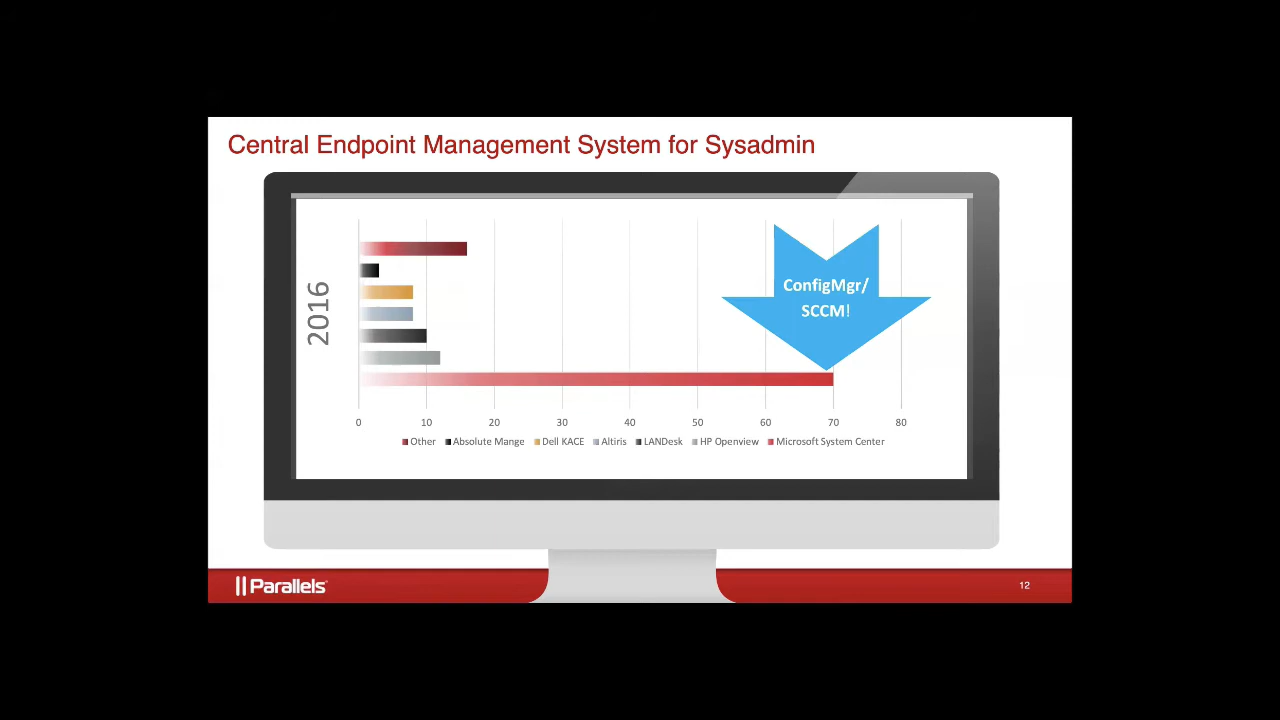 Central Endpoint Management System for Sysadmin
ConfigMgr/
SCCM!
2016
0 10 20 30 40 50 60 70 80
Other Absolute Mange Dell KACE Altiris LANDesk HP Openview Microsoft System Center
Parallels
12